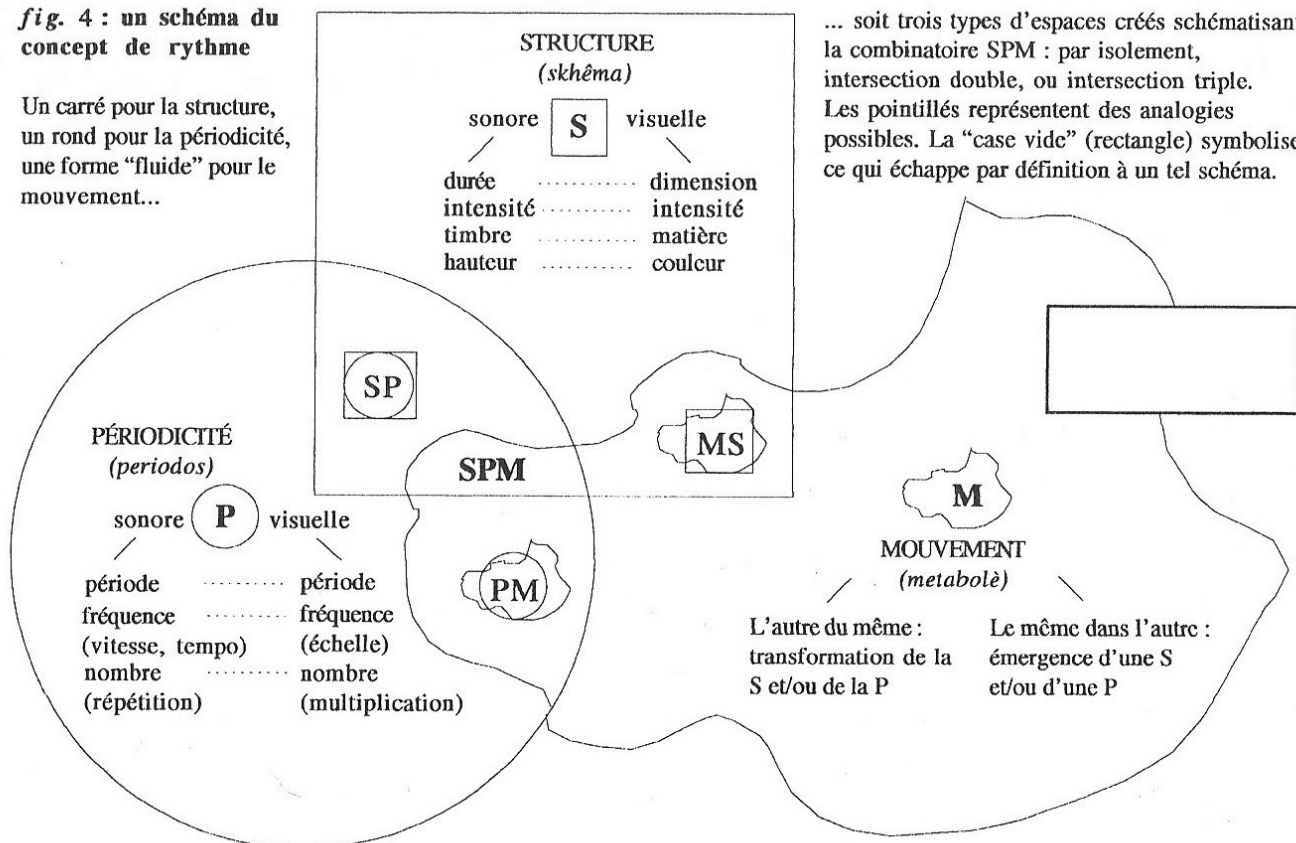 fig. 4 : un schéma du
concept de rythme
Un carré pour la structure,
un rond pour la périodicité,
une forme “fluide” pour le
mouvement...
... soit trois types d’espaces créés schématisant
la combinatoire SPM : par isolement,
intersection double, ou intersection triple.
Les pointillés représentent des analogies
possibles. La “case vide” (rectangle) symbolise
ce qui échappe par définition à un tel schéma.
STRUCTURE
(skhêma)
sonore S visuelle
durée .......... dimension
intensité .......... intensité
timbre .......... matière
hauteur .......... couleur
SP
MS
SPM
PM
PÉRIODICITÉ
(periodos)
sonore P visuelle
période .......... période
fréquence .......... fréquence
(vitesse, tempo) (échelle)
nombre .......... nombre
(répétition) (multiplication)
M
MOUVEMENT
(metabolè)
L'autre du même : Le même dans l'autre :
transformation de la émergence d'une S
S et/ou de la P et/ou d'une P